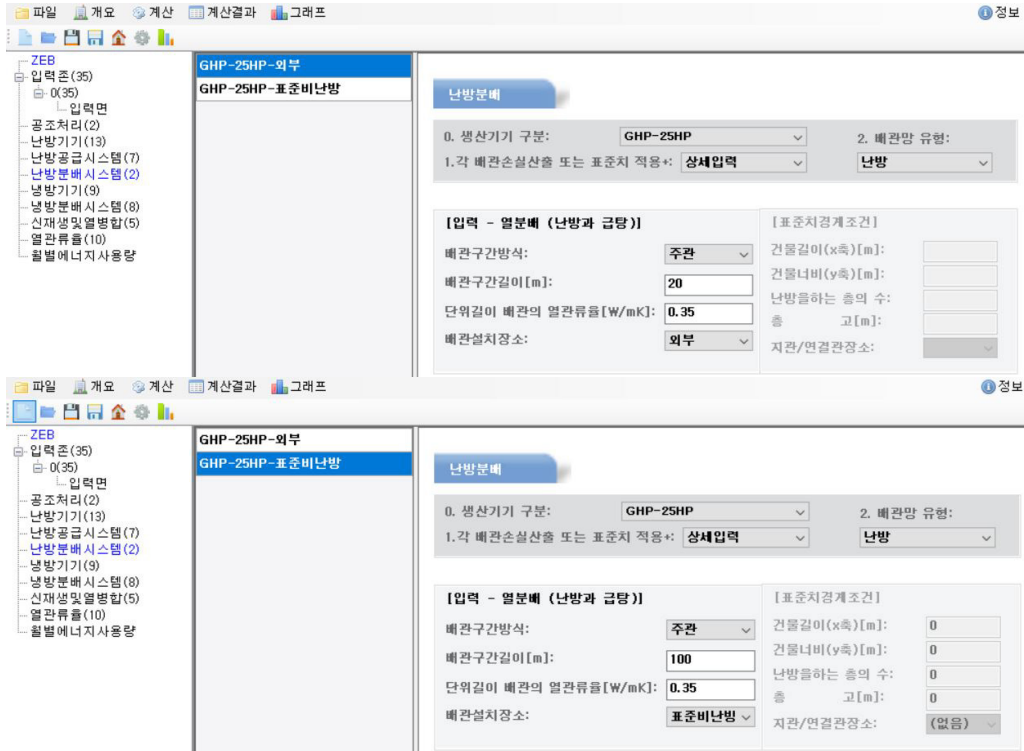 파일 개요 계산 계산결과 그래프 정보
ZEB
입력존(35)
0(35)
입력면
공조처리(2)
난방기기(13)
난방공급시스템(7)
난방분배시스템(2)
냉방기기(9)
냉방분배시스템(8)
신재생및열병합(5)
열관류율(10)
월별에너지사용량
GHP-25HP-외부
GHP-25HP-표준비난방
난방분배
0. 생산기기 구분: GHP-25HP 2. 배관망 유형:
1.각 배관손실산출 또는 표준치 적용*: 상세입력 난방
[입력 - 열분배 (난방과 급탕)]
배관구간방식: 주관
배관구간길이[m]: 20
단위길이 배관의 열관류율[W/mK]: 0.35
배관설치장소: 외부
[표준치경계조건]
건물길이(x축)[m]:
건물너비(y축)[m]:
난방을하는 층의 수:
층 고[m]:
지관/연결관장소:
파일 개요 계산 계산결과 그래프 정보
ZEB
입력존(35)
0(35)
입력면
공조처리(2)
난방기기(13)
난방공급시스템(7)
난방분배시스템(2)
냉방기기(9)
냉방분배시스템(8)
신재생및열병합(5)
열관류율(10)
월별에너지사용량
GHP-25HP-외부
GHP-25HP-표준비난방
난방분배
0. 생산기기 구분: GHP-25HP 2. 배관망 유형:
1.각 배관손실산출 또는 표준치 적용*: 상세입력 난방
[입력 - 열분배 (난방과 급탕)]
배관구간방식: 주관
배관구간길이[m]: 100
단위길이 배관의 열관류율[W/mK]: 0.35
배관설치장소: 표준비난빙
[표준치경계조건]
건물길이(x축)[m]: 0
건물너비(y축)[m]: 0
난방을하는 층의 수: 0
층 고[m]: 0
지관/연결관장소: (없음)